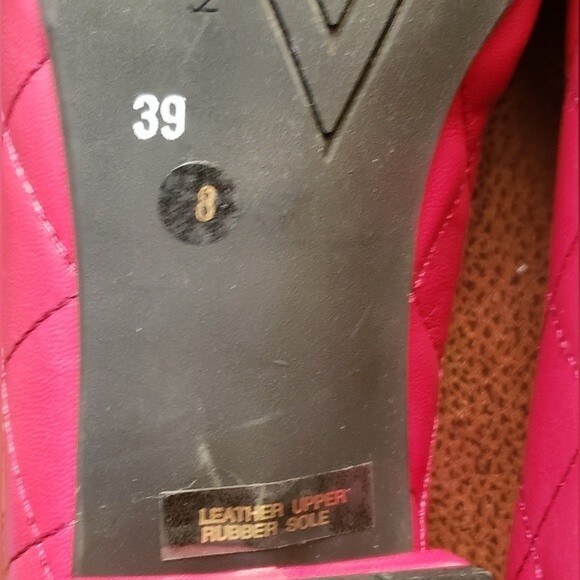 39
8
LEATHER UPPER
RUBBER SOLE